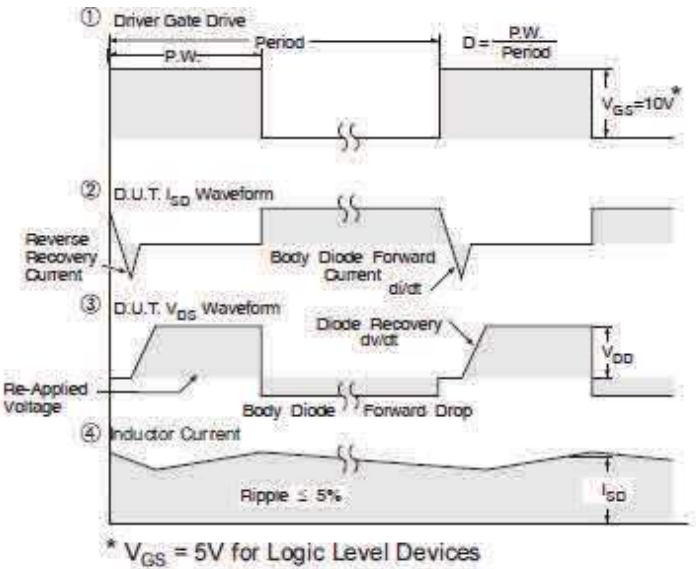 ① Driver Gate Drive
P.W.
Period
D = P.W.
Period
V_GS=10V*
② D.U.T. I_SD Waveform
Reverse
Recovery
Current
Body Diode Forward
Current
di/dt
③ D.U.T. V_DS Waveform
Diode Recovery
dv/dt
V_DD
Re-Applied
Voltage
Body Diode Forward Drop
④ Inductor Current
Ripple ≤ 5%
I_SD
* V_GS = 5V for Logic Level Devices